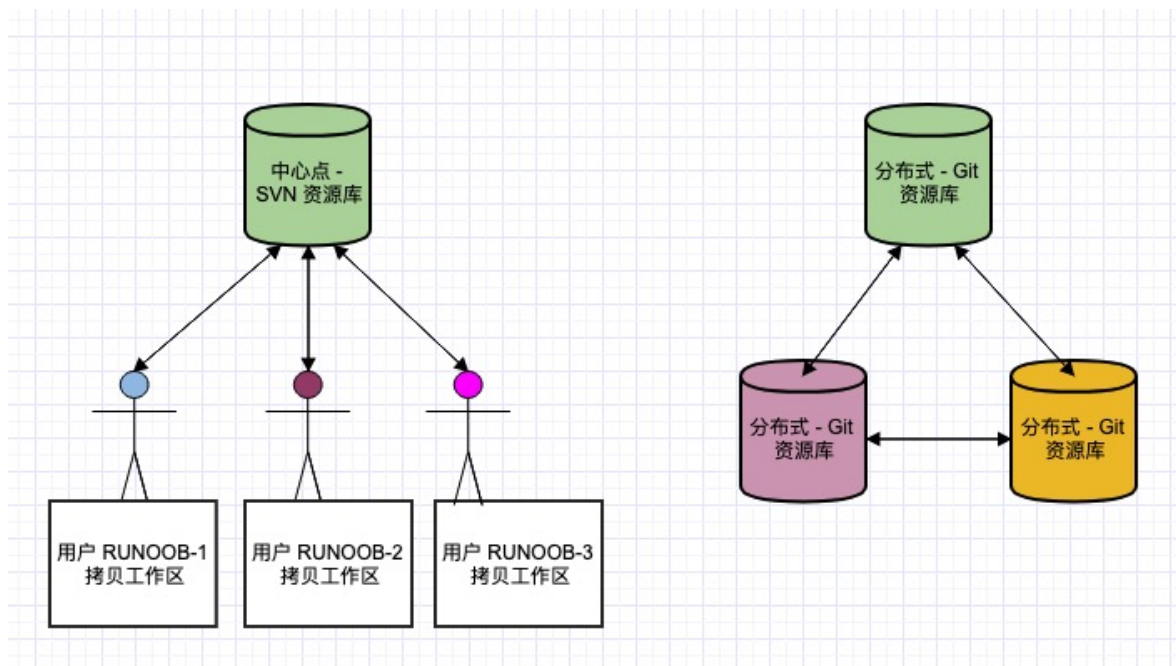 中心点 -
SVN 资源库
分布式 - Git
资源库
分布式 - Git
资源库
分布式 - Git
资源库
用户 RUNOOB-1
拷贝工作区
用户 RUNOOB-2
拷贝工作区
用户 RUNOOB-3
拷贝工作区